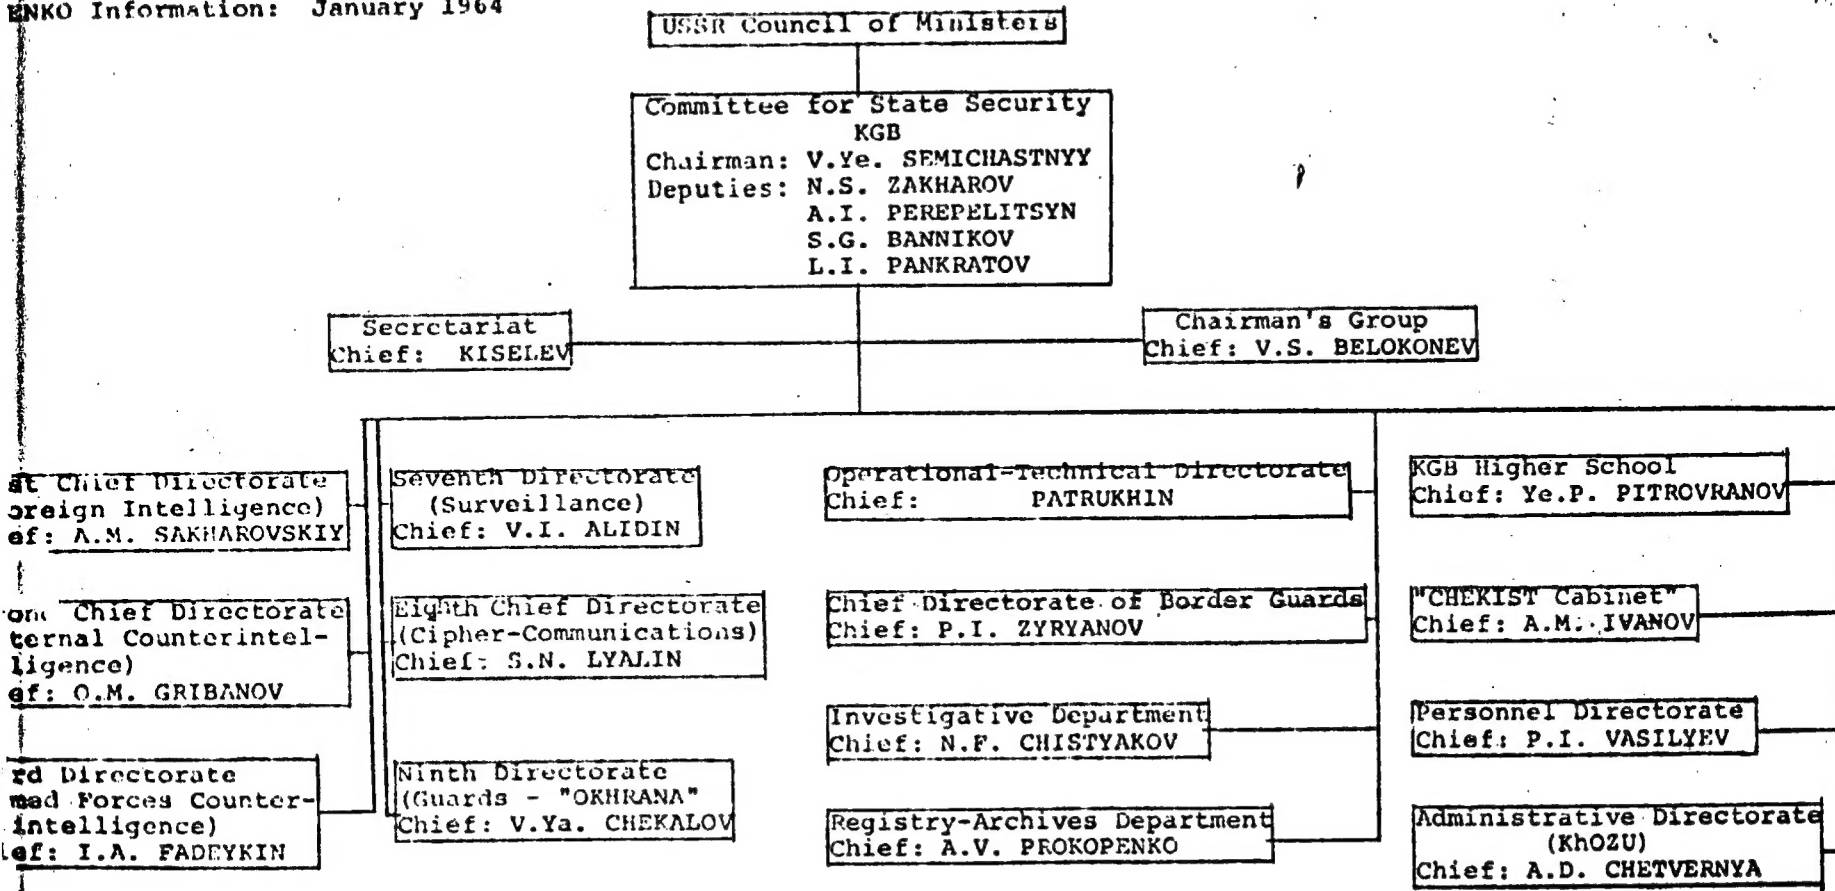 ENKO Information: January 1964
USSR Council of Ministers
Committee for State Security
KGB
Chairman: V.Ye. SEMICHASTNYY
Deputies: N.S. ZAKHAROV
A.I. PEREPELITSYN
S.G. BANNIKOV
L.I. PANKRATOV
Secretariat
Chief: KISELEV
Chairman's Group
Chief: V.S. BELOKONEV
st Chief Directorate
oreign Intelligence)
ef: A.M. SAKHAROVSKIY
ond Chief Directorate
ternal Counterintel-
ligence)
ef: O.M. GRIBANOV
rd Directorate
med Forces Counter-
intelligence)
ief: I.A. FADEYKIN
Seventh Directorate
(Surveillance)
Chief: V.I. ALIDIN
Eighth Chief Directorate
(Cipher-Communications)
Chief: S.N. LYALIN
Ninth Directorate
(Guards - "OKHRANA"
Chief: V.Ya. CHEKALOV
Operational-Technical Directorate
Chief: PATRUKHIN
Chief Directorate of Border Guards
Chief: P.I. ZYRYANOV
Investigative Department
Chief: N.F. CHISTYAKOV
Registry-Archives Department
Chief: A.V. PROKOPENKO
KGB Higher School
Chief: Ye.P. PITROVRANOV
"CHEKIST Cabinet"
Chief: A.M. IVANOV
Personnel Directorate
Chief: P.I. VASILYEV
Administrative Directorate
(KhOZU)
Chief: A.D. CHETVERNYA